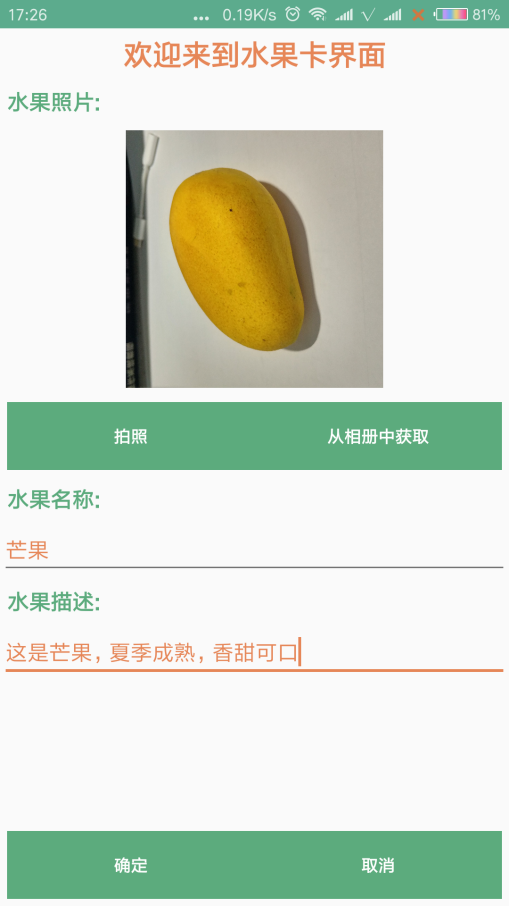 17:26 ... 0.19K/s 81%
欢迎来到水果卡界面
水果照片:
拍照 从相册中获取
水果名称:
芒果
水果描述:
这是芒果, 夏季成熟, 香甜可口
确定 取消